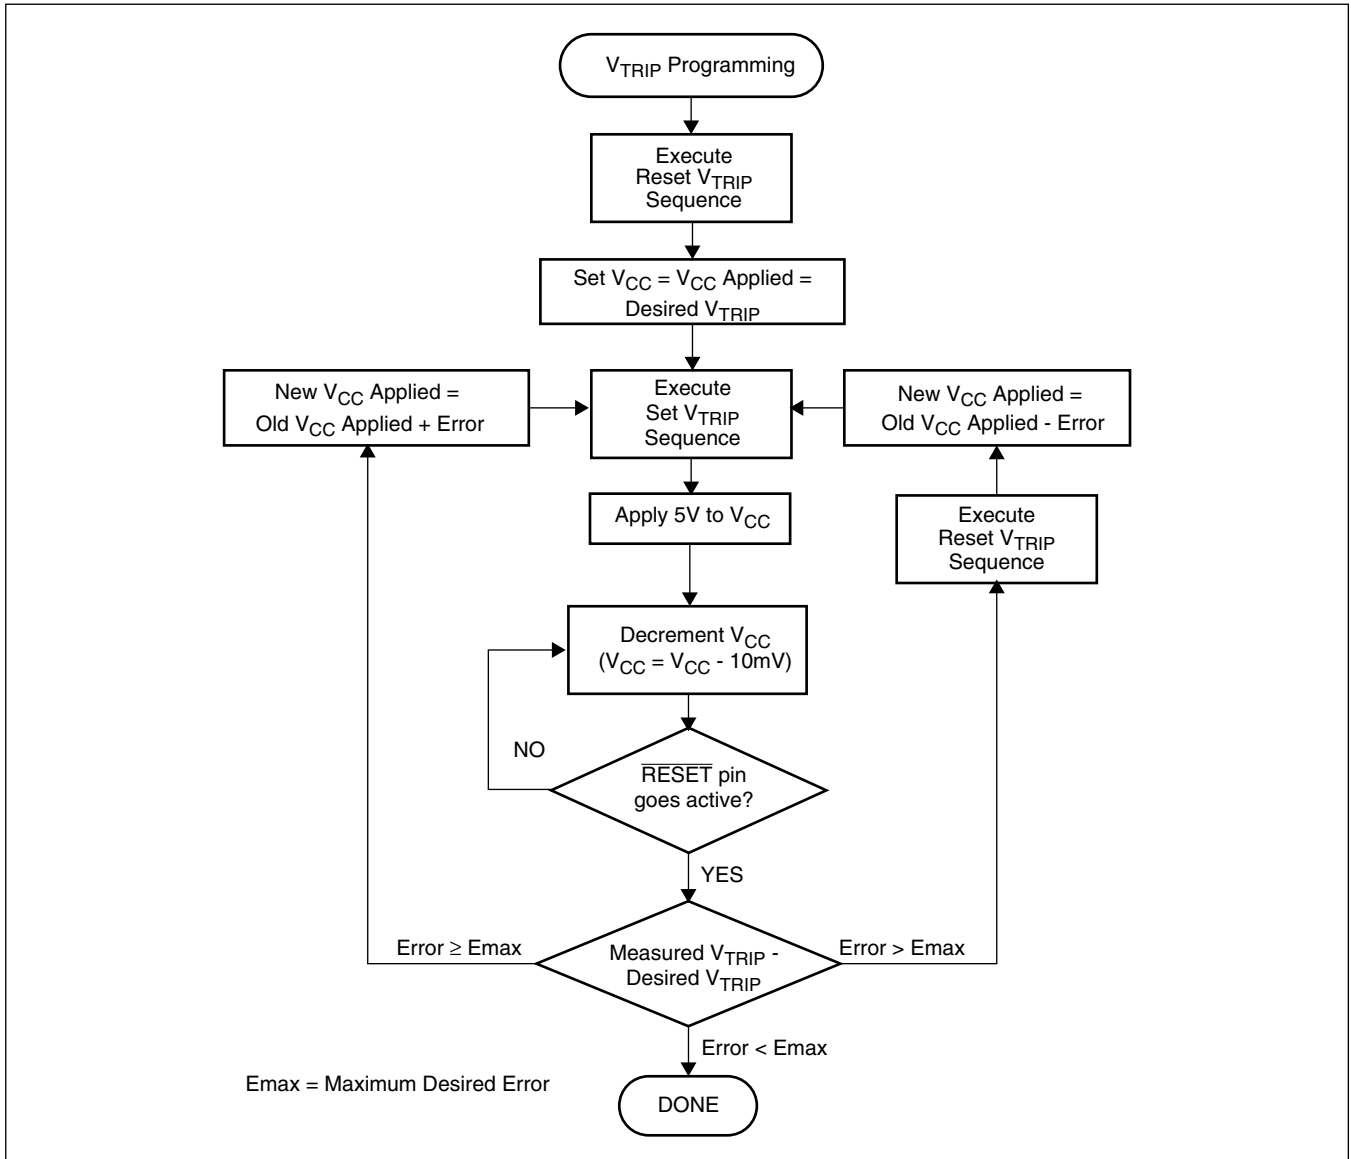 VTRIP Programming
Execute
Reset VTRIP
Sequence
Set VCC = VCC Applied =
Desired VTRIP
New VCC Applied =
Old VCC Applied + Error
Execute
Set VTRIP
Sequence
New VCC Applied =
Old VCC Applied - Error
Apply 5V to VCC
Execute
Reset VTRIP
Sequence
Decrement VCC
(VCC = VCC - 10mV)
NO
RESET pin
goes active?
YES
Error ≥ Emax
Measured VTRIP -
Desired VTRIP
Error > Emax
Error < Emax
Emax = Maximum Desired Error
DONE